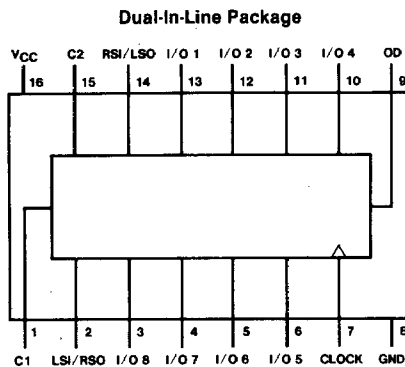 Dual-In-Line Package
VCC C2 RSI/LSO I/O 1 I/O 2 I/O 3 I/O 4 OD
16 15 14 13 12 11 10 9
1 2 3 4 5 6 7 8
C1 LSI/RSO I/O 8 I/O 7 I/O 6 I/O 5 CLOCK GND